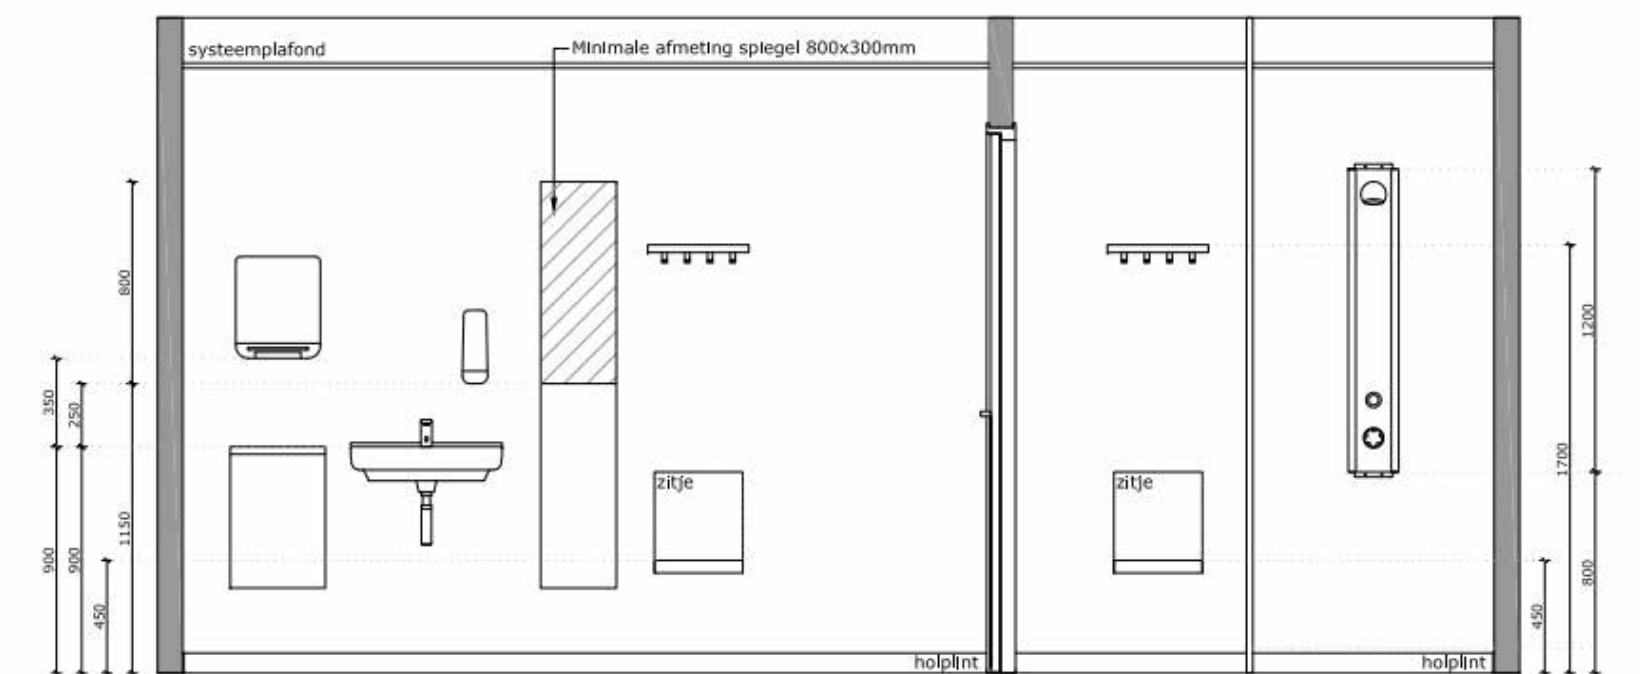 systeemplafond
Minimale afmeting spiegel 800x300mm
800
350
250
1150
900
900
450
zitje
zitje
1200
1700
800
450
holplint
holplint